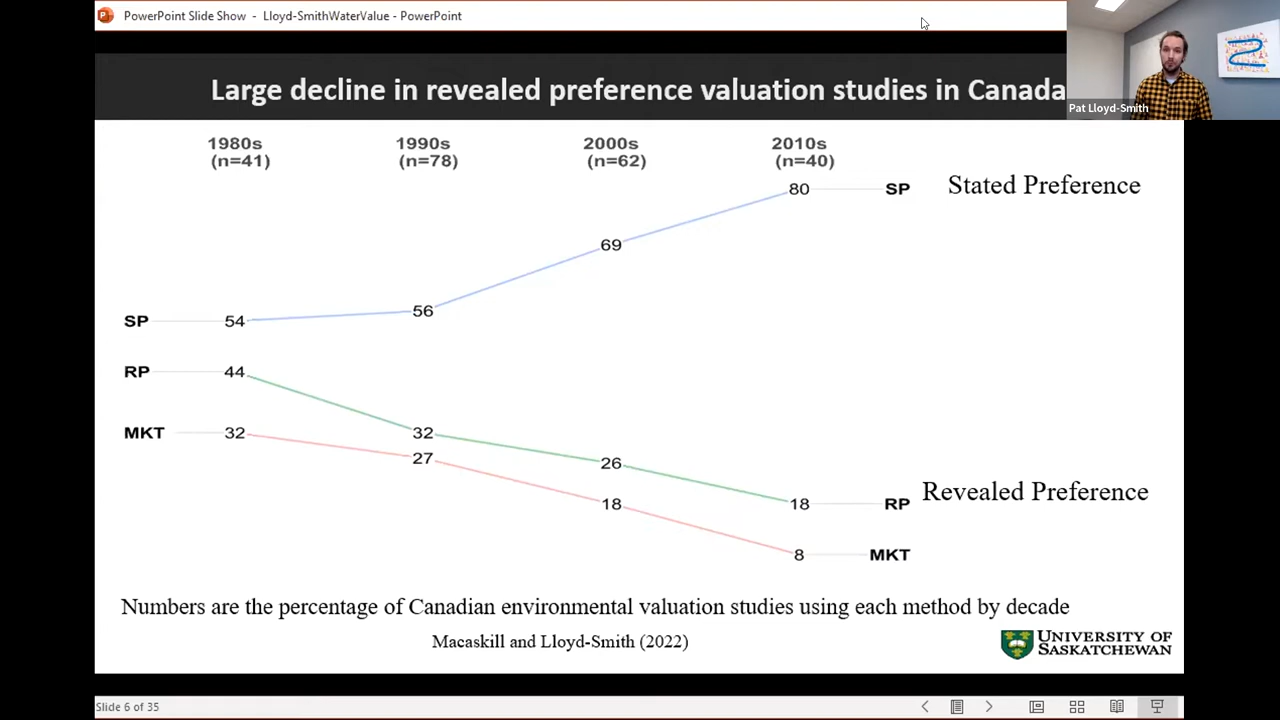 PowerPoint Slide Show - Lloyd-SmithWaterValue - PowerPoint
Pat Lloyd-Smith
Large decline in revealed preference valuation studies in Canada
1980s 1990s 2000s 2010s
(n=41) (n=78) (n=62) (n=40)
80 SP Stated Preference
69
56
SP 54
RP 44
MKT 32 32
27
26
18 18 RP Revealed Preference
8 MKT
Numbers are the percentage of Canadian environmental valuation studies using each method by decade
Macaskill and Lloyd-Smith (2022)
UNIVERSITY OF
SASKATCHEWAN
Slide 6 of 35